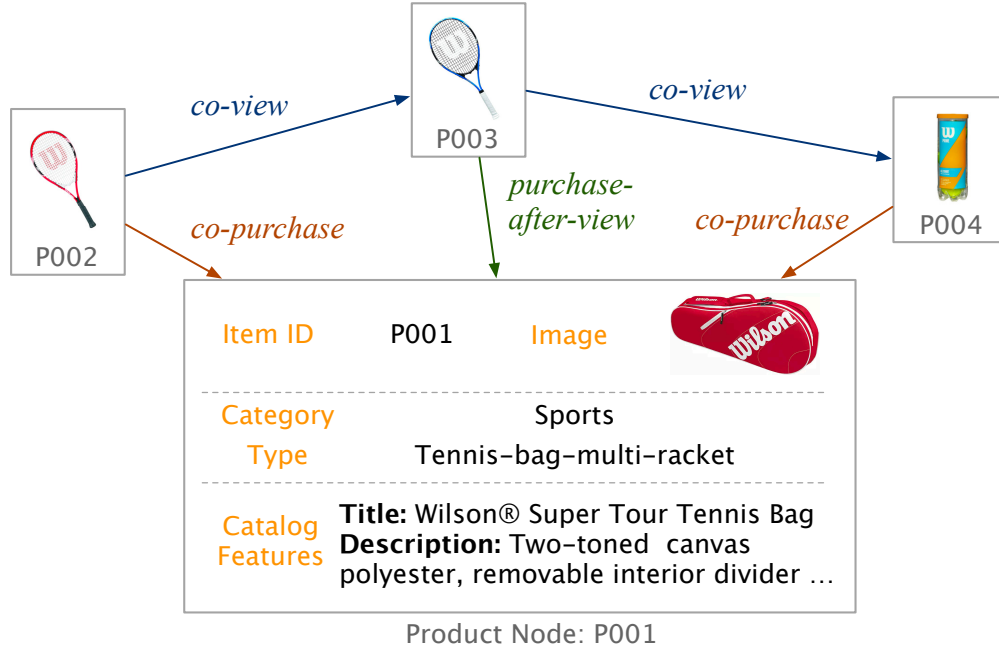 co-view
co-view
P003
P002
P004
co-purchase
purchase-
after-view
co-purchase
Item ID P001 Image
Wilson
Category Sports
Type Tennis-bag-multi-racket
Catalog
Features
Title: Wilson® Super Tour Tennis Bag
Description: Two-toned canvas
polyester, removable interior divider ...
Product Node: P001